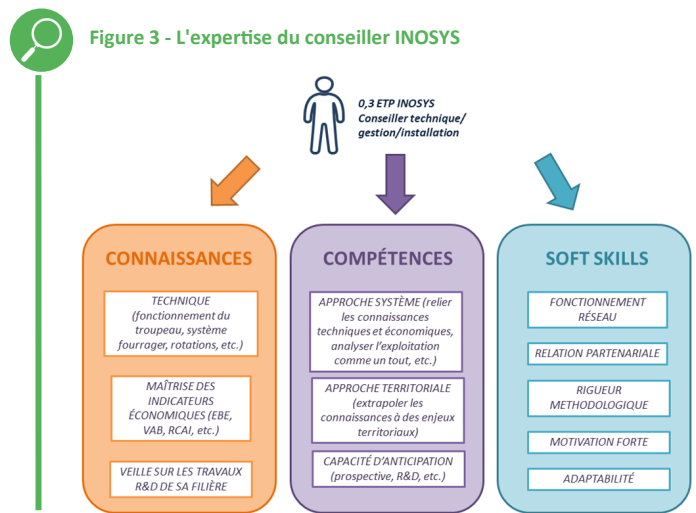 Figure 3 - L'expertise du conseiller INOSYS
0,3 ETP INOSYS
Conseiller technique/
gestion/installation
CONNAISSANCES
TECHNIQUE
(fonctionnement du
troupeau, système
fourrager, rotations, etc.)
MAÎTRISE DES
INDICATEURS
ÉCONOMIQUES (EBE,
VAB, RCAI, etc.)
VEILLE SUR LES TRAVAUX
R&D DE SA FILIÈRE
COMPÉTENCES
APPROCHE SYSTÈME (relier
les connaissances
techniques et économiques,
analyser l'exploitation
comme un tout, etc.)
APPROCHE TERRITORIALE
(extrapoler les
connaissances à des enjeux
territoriaux)
CAPACITÉ D'ANTICIPATION
(prospective, R&D, etc.)
SOFT SKILLS
FONCTIONNEMENT
RÉSEAU
RELATION PARTENARIALE
RIGUEUR
METHODOLOGIQUE
MOTIVATION FORTE
ADAPTABILITÉ